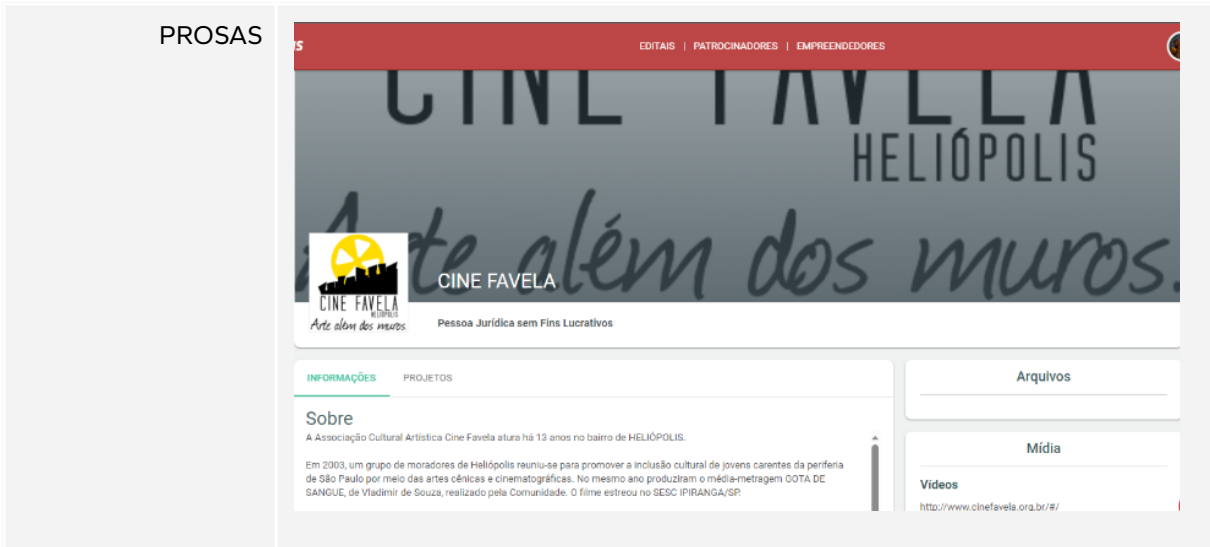 PROSAS
EDITAIS | PATROCINADORES | EMPREENDEDORES
CINE FAVELA
HELIÓPOLIS
Arte além dos muros.
CINE FAVELA
HELIÓPOLIS
Arte além dos muros.
CINE FAVELA
Pessoa Jurídica sem Fins Lucrativos
INFORMAÇÕES PROJETOS
Sobre
A Associação Cultural Artística Cine Favela atura há 13 anos no bairro de HELIÓPOLIS.
Em 2003, um grupo de moradores de Heliópolis reuniu-se para promover a inclusão cultural de jovens carentes da periferia
de São Paulo por meio das artes cênicas e cinematográficas. No mesmo ano produziram o média-metragem GOTA DE
SANGUE, de Vladimir de Souza, realizado pela Comunidade. O filme estreou no SESC IPIRANGA/SP.
Arquivos
Mídia
Vídeos
http://www.cinefavela.org.br/#/